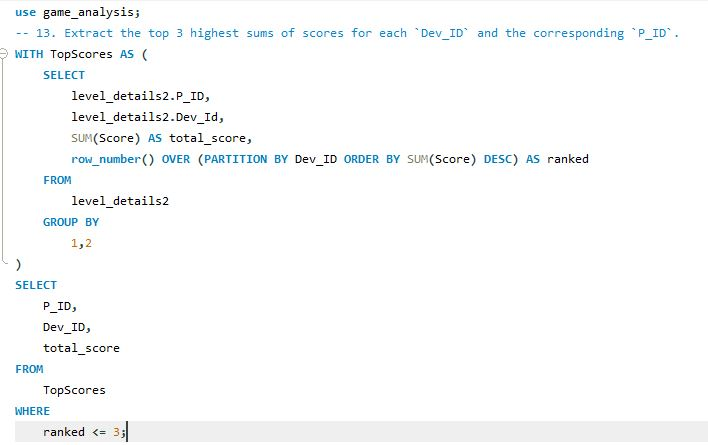 use game_analysis;
-- 13. Extract the top 3 highest sums of scores for each `Dev_ID` and the corresponding `P_ID`.
WITH TopScores AS (
SELECT
level_details2.P_ID,
level_details2.Dev_Id,
SUM(Score) AS total_score,
row_number() OVER (PARTITION BY Dev_ID ORDER BY SUM(Score) DESC) AS ranked
FROM
level_details2
GROUP BY
1,2
)
SELECT
P_ID,
Dev_ID,
total_score
FROM
TopScores
WHERE
ranked <= 3;